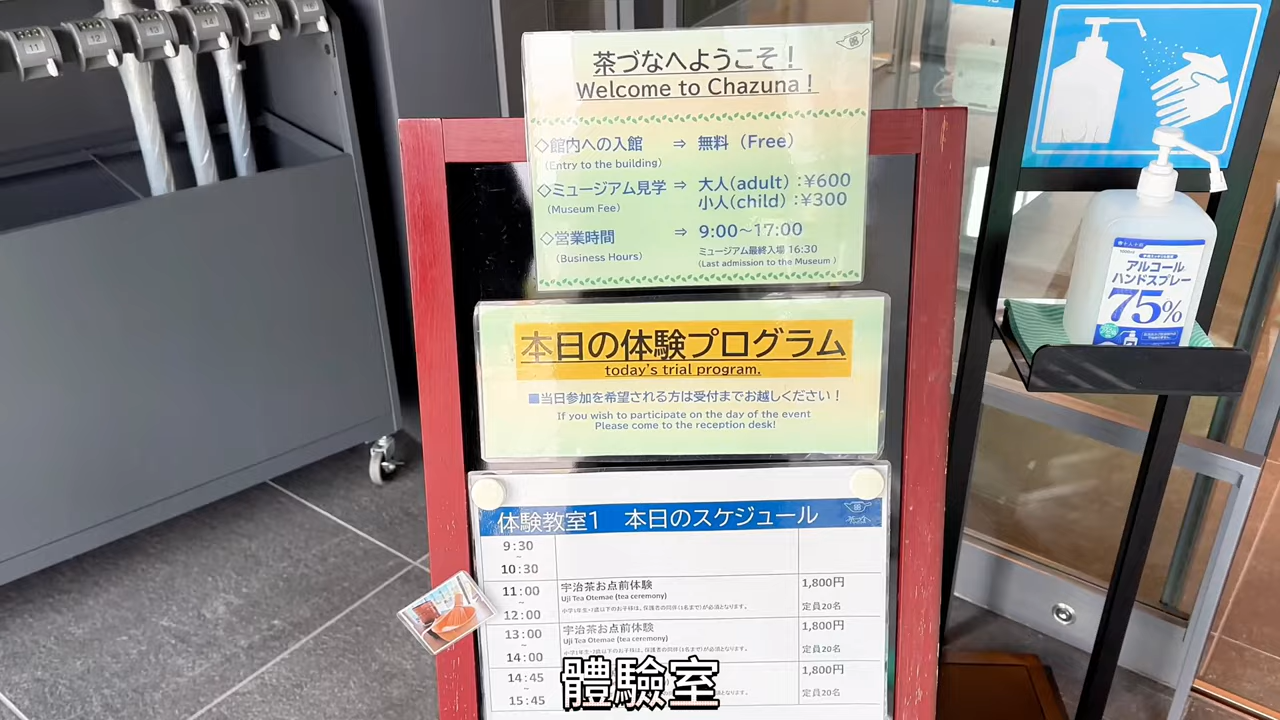 11
12
13
14
15
16
茶づなへようこそ!
Welcome to Chazuna!
◇館内への入館 ⇒ 無料(Free)
(Entry to the building)
◇ミュージアム見学 ⇒ 大人(adult):¥600
(Museum Fee) 小人(child):¥300
◇営業時間 ⇒ 9:00~17:00
(Business Hours) ミュージアム最終入場 16:30
(Last admission to the Museum )
本日の体験プログラム
today's trial program.
■当日参加を希望される方は受付までお越しください!
If you wish to participate on the day of the event
Please come to the reception desk!
体験教室1 本日のスケジュール
9:30
~
10:30
11:00 宇治茶お点前体験 1,800円
~ Uji Tea Otemae (tea ceremony)
12:00 定員20名
13:00 宇治茶お点前体験 1,800円
~ Uji Tea Otemae (tea ceremony)
14:00 定員20名
14:45 1,800円
~
15:45 定員20名
體驗室
アルコール
ハンドスプレー
75%